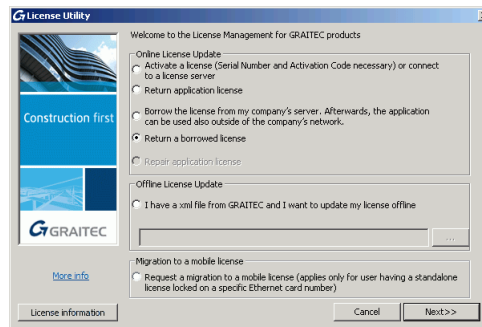 License Utility
Welcome to the License Management for GRAITEC products
Online License Update
Activate a license (Serial Number and Activation Code necessary) or connect
to a license server
Return application license
Borrow the license from my company's server. Afterwards, the application
can be used also outside of the company's network.
Return a borrowed license
Repair application license
Construction first
Offline License Update
I have a xml file from GRAITEC and I want to update my license offline
GRAITEC
...
Migration to a mobile license
More info
Request a migration to a mobile license (applies only for user having a standalone
license locked on a specific Ethernet card number)
License information
Cancel
Next>>